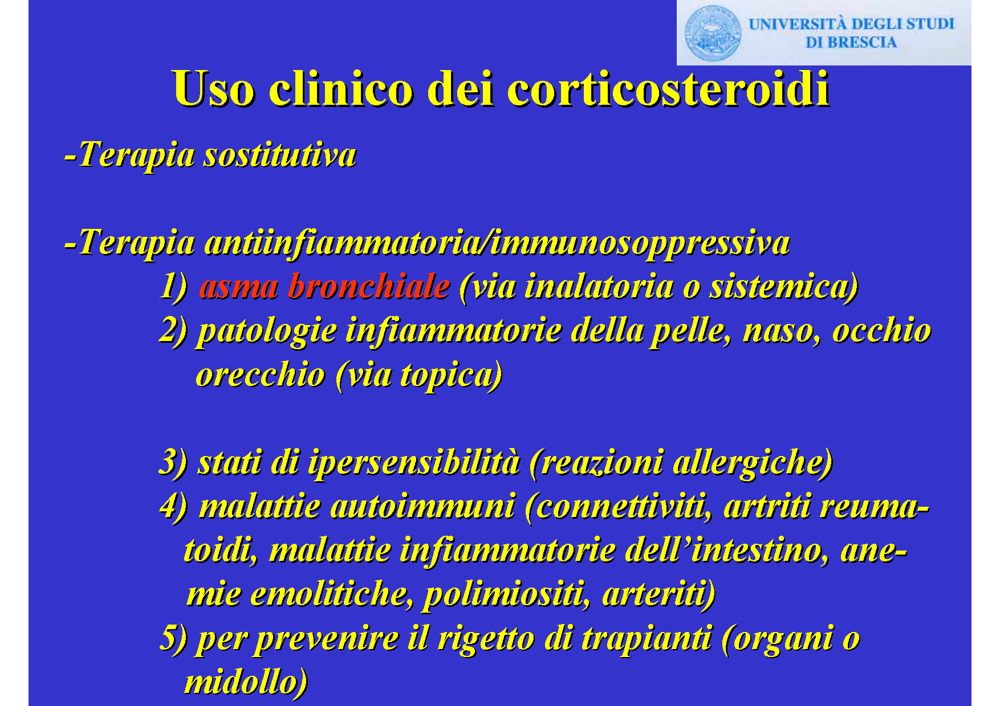 UNIVERSITÀ DEGLI STUDI
DI BRESCIA
Uso clinico dei corticosteroidi
-Terapia sostitutiva
-Terapia antiinfiammatoria/immunosoppressiva
1) asma bronchiale (via inalatoria o sistemica)
2) patologie infiammatorie della pelle, naso, occhio
orecchio (via topica)
3) stati di ipersensibilità (reazioni allergiche)
4) malattie autoimmuni (connettiviti, artriti reuma-
toidi, malattie infiammatorie dell’intestino, ane-
mie emolitiche, polimiositi, arteriti)
5) per prevenire il rigetto di trapianti (organi o
midollo)